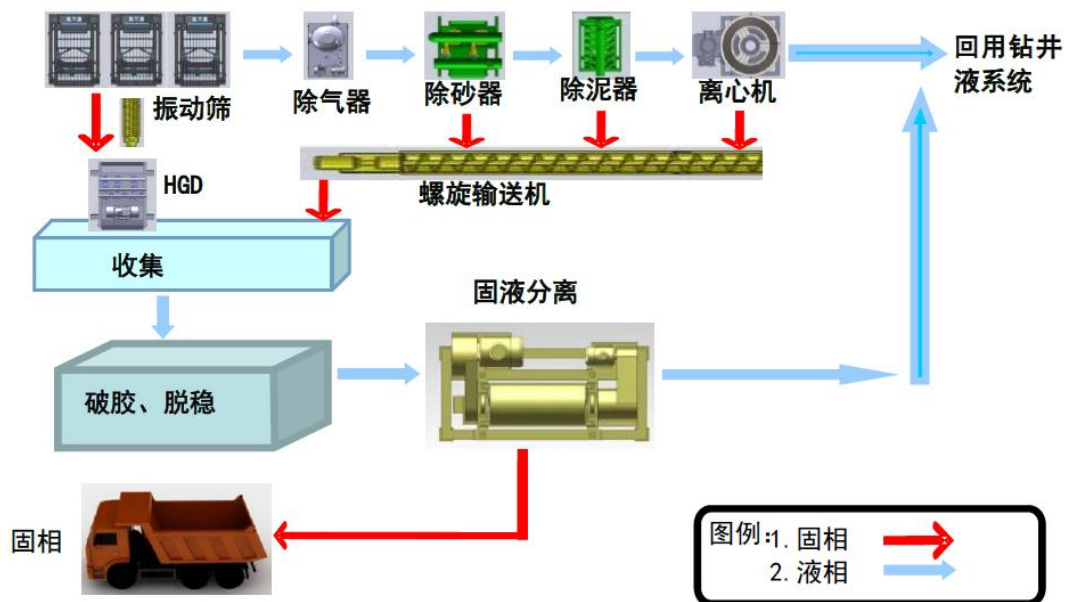 振动筛
除气器
除砂器
除泥器
离心机
回用钻井
液系统
HGD
螺旋输送机
收集
固液分离
破胶、脱稳
固相
图例:1. 固相
2. 液相